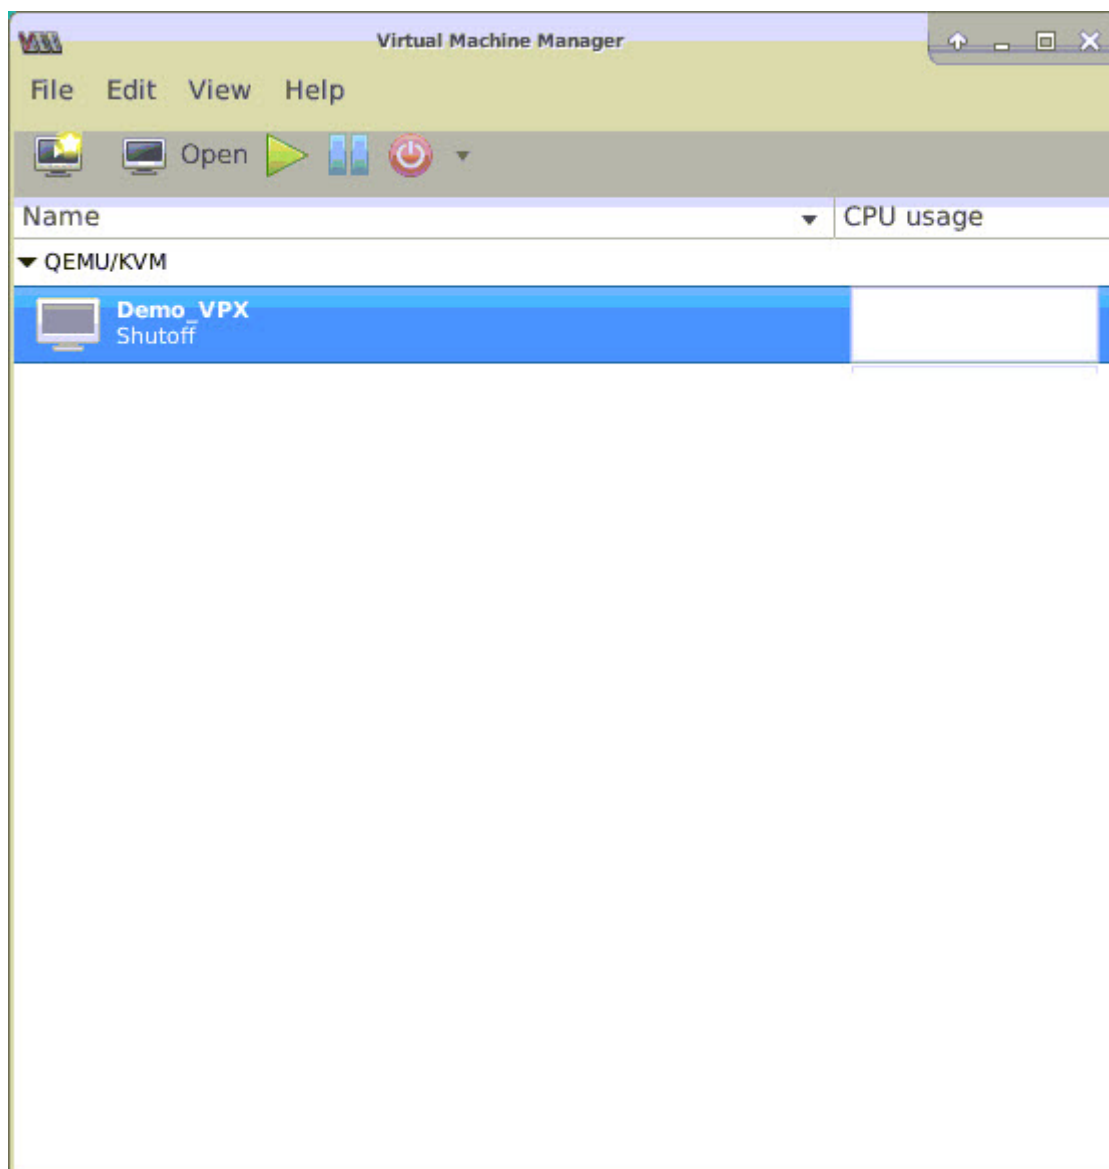 Virtual Machine Manager
File Edit View Help
Open
Name CPU usage
QEMU/KVM
Demo_VPX
Shutoff